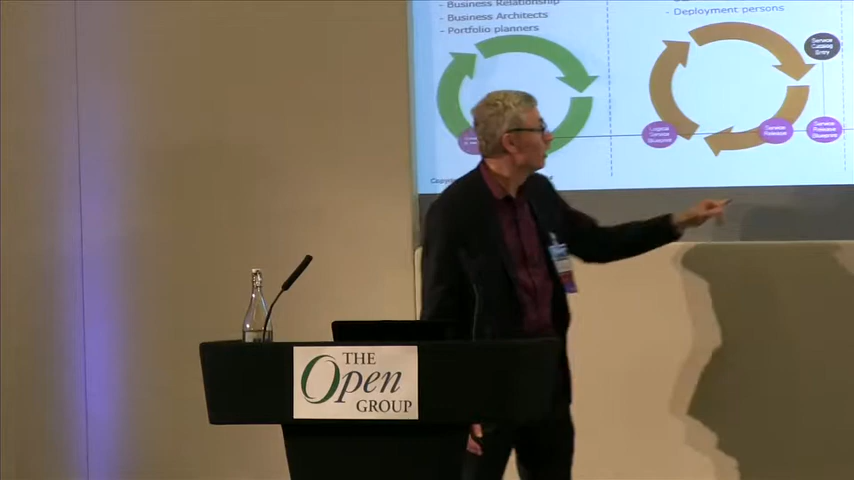 Business Relationship
• Business Architects
• Portfolio planners
• Deployment persons
Service
Catalog
Entry
Logical
Service
Blueprint
Service
Release
Service
Release
Blueprint
THE
Open
GROUP